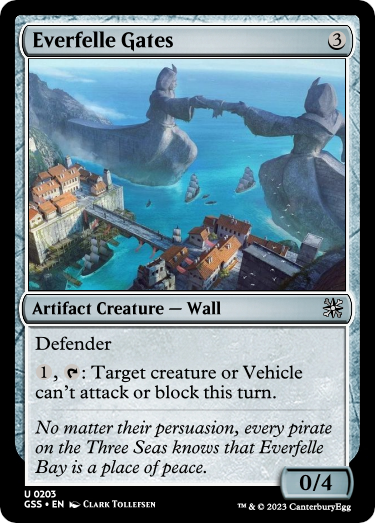 Everfelle Gates 3
Artifact Creature — Wall
Defender
1, : Target creature or Vehicle
can't attack or block this turn.
No matter their persuasion, every pirate
on the Three Seas knows that Everfelle
Bay is a place of peace.
0/4
U 0203
GSS • EN Clark Tollefsen
™ & © 2023 CanterburyEgg